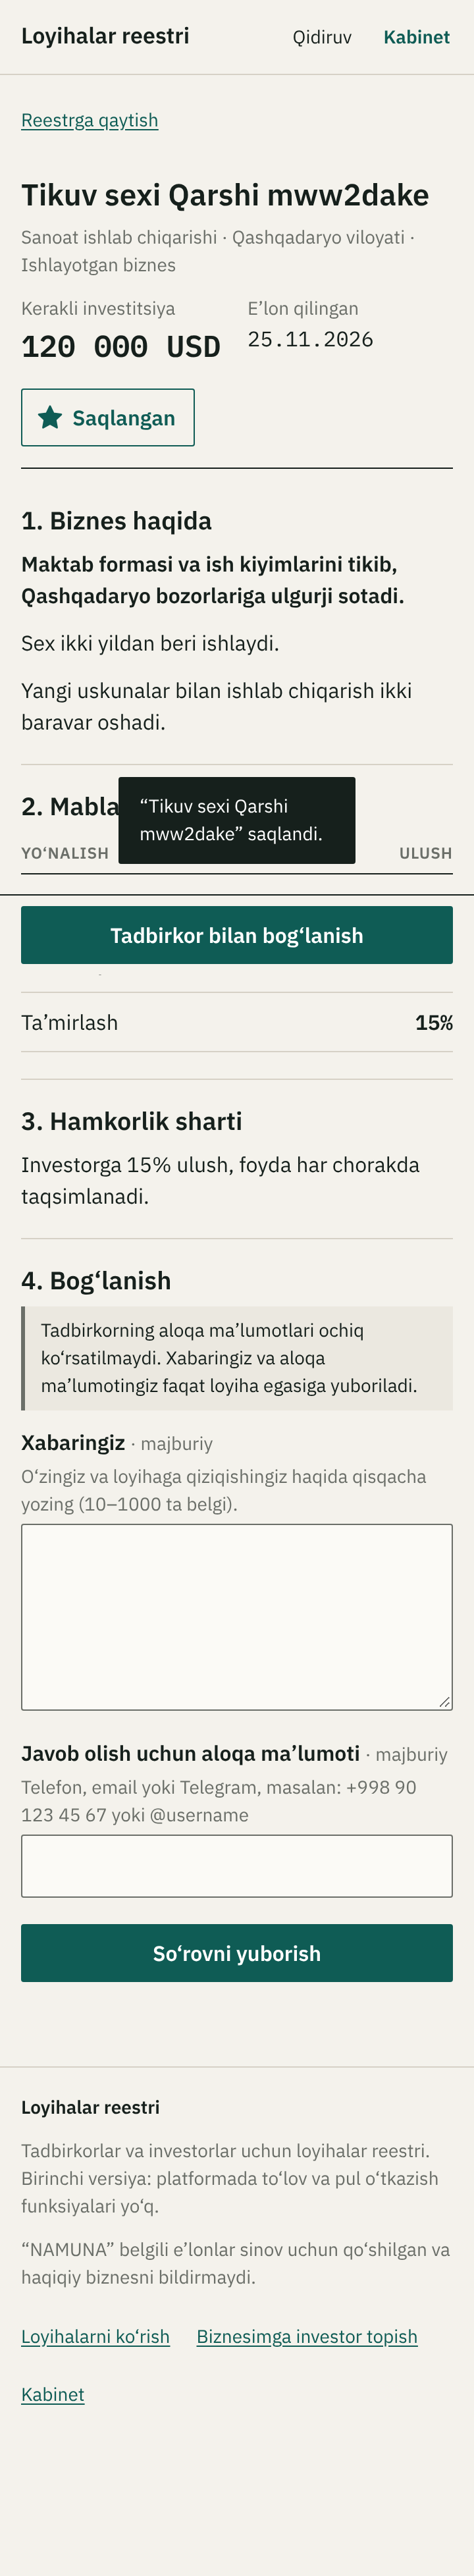 Loyihalar reestri
Qidiruv
Kabinet
Reestrga qaytish
Tikuv sexi Qarshi mww2dake
Sanoat ishlab chiqarishi · Qashqadaryo viloyati ·
Ishlayotgan biznes
Kerakli investitsiya
E’lon qilingan
120 000 USD
25.11.2026
Saqlangan
1. Biznes haqida
Maktab formasi va ish kiyimlarini tikib,
Qashqadaryo bozorlariga ulgurji sotadi.
Sex ikki yildan beri ishlaydi.
Yangi uskunalar bilan ishlab chiqarish ikki
baravar oshadi.
2. Mabla
“Tikuv sexi Qarshi
mww2dake” saqlandi.
YO‘NALISH
ULUSH
Tadbirkor bilan bog‘lanish
Ta’mirlash
15%
3. Hamkorlik sharti
Investorga 15% ulush, foyda har chorakda
taqsimlanadi.
4. Bog‘lanish
Tadbirkorning aloqa ma’lumotlari ochiq
ko‘rsatilmaydi. Xabaringiz va aloqa
ma’lumotingiz faqat loyiha egasiga yuboriladi.
Xabaringiz · majburiy
O‘zingiz va loyihaga qiziqishingiz haqida qisqacha
yozing (10–1000 ta belgi).
Javob olish uchun aloqa ma’lumoti · majburiy
Telefon, email yoki Telegram, masalan: +998 90
123 45 67 yoki @username
So‘rovni yuborish
Loyihalar reestri
Tadbirkorlar va investorlar uchun loyihalar reestri.
Birinchi versiya: platformada to‘lov va pul o‘tkazish
funksiyalari yo‘q.
“NAMUNA” belgili e’lonlar sinov uchun qo‘shilgan va
haqiqiy biznesni bildirmaydi.
Loyihalarni ko‘rish
Biznesimga investor topish
Kabinet